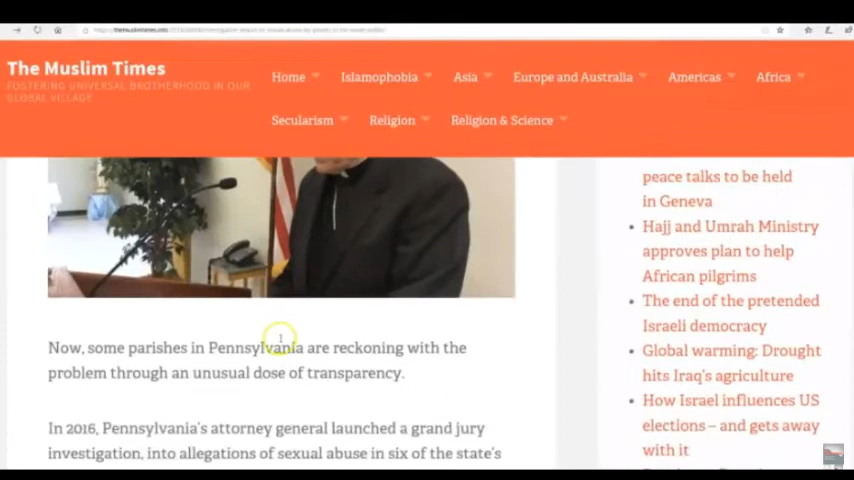 The Muslim Times
FOSTERING UNIVERSAL BROTHERHOOD IN OUR
GLOBAL VILLAGE
Home
Islamophobia
Asia
Europe and Australia
Americas
Africa
Secularism
Religion
Religion & Science
peace talks to be held
in Geneva
Hajj and Umrah Ministry
approves plan to help
African pilgrims
The end of the pretended
Israeli democracy
Global warming: Drought
hits Iraq's agriculture
How Israel influences US
elections – and gets away
with it
Now, some parishes in Pennsylvania are reckoning with the
problem through an unusual dose of transparency.
In 2016, Pennsylvania's attorney general launched a grand jury
investigation, into allegations of sexual abuse in six of the state's